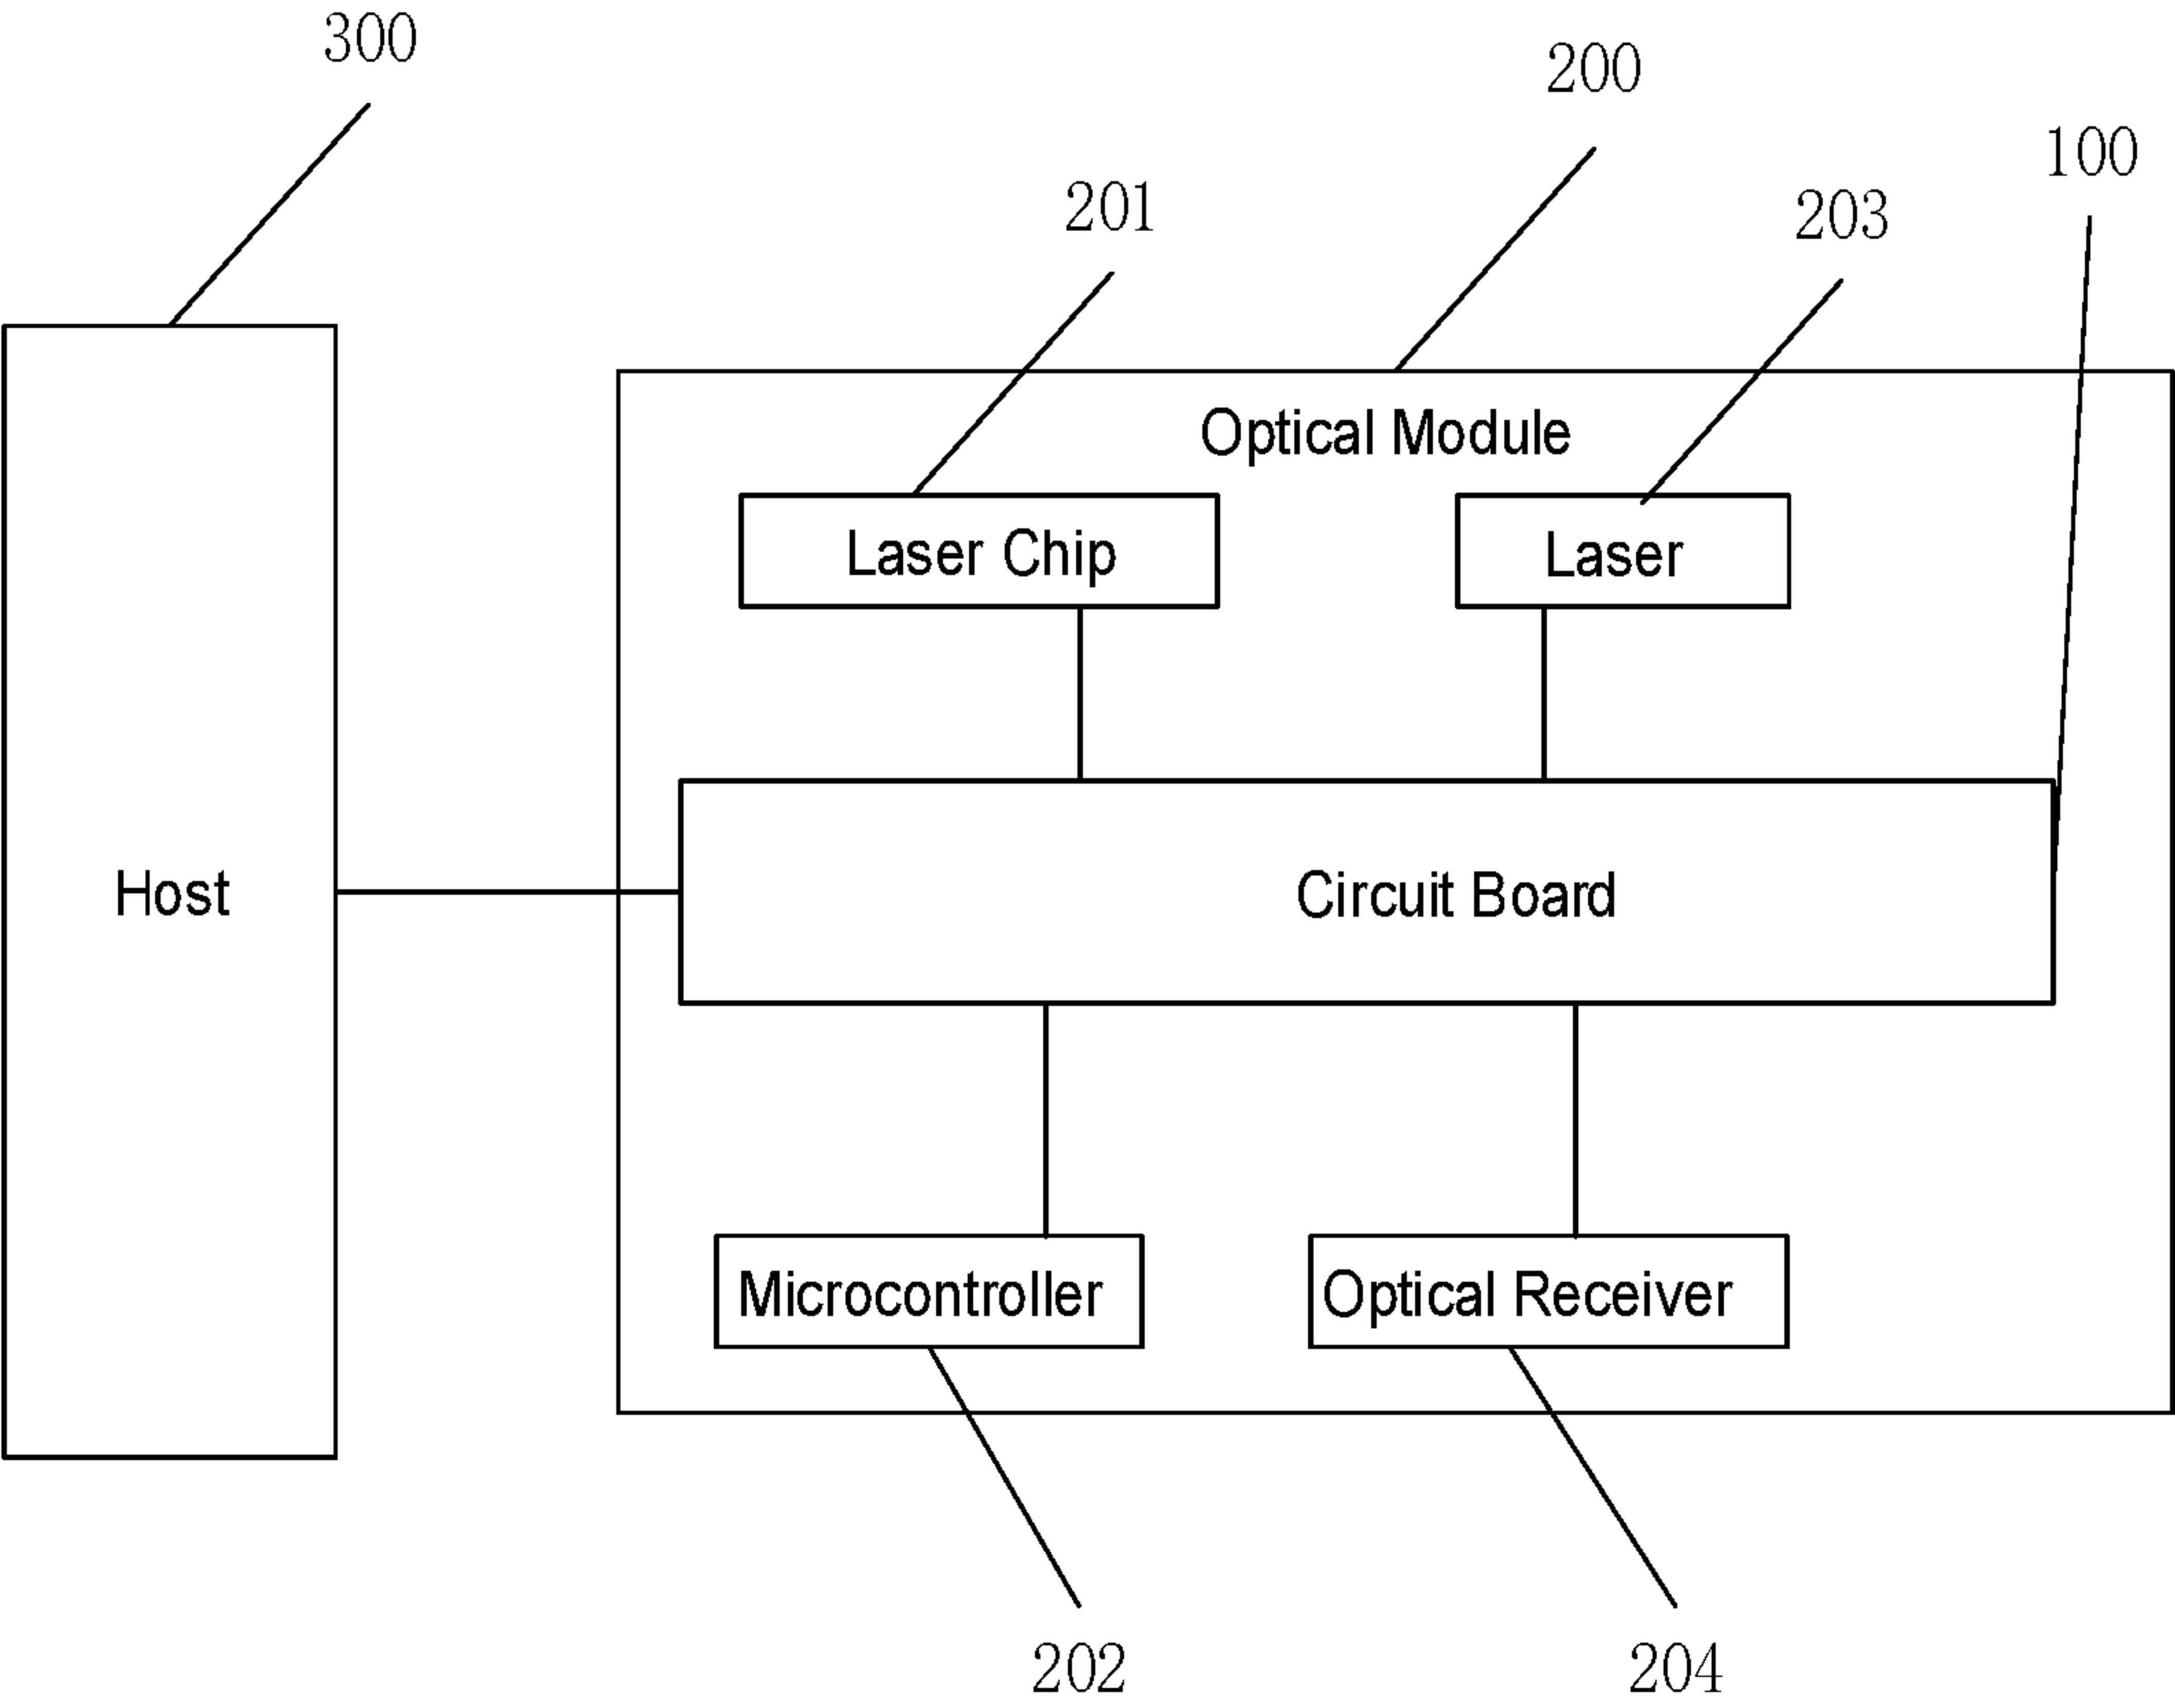 300
200
100
201
203
Optical Module
Laser Chip
Laser
Host
Circuit Board
Microcontroller
Optical Receiver
202
204